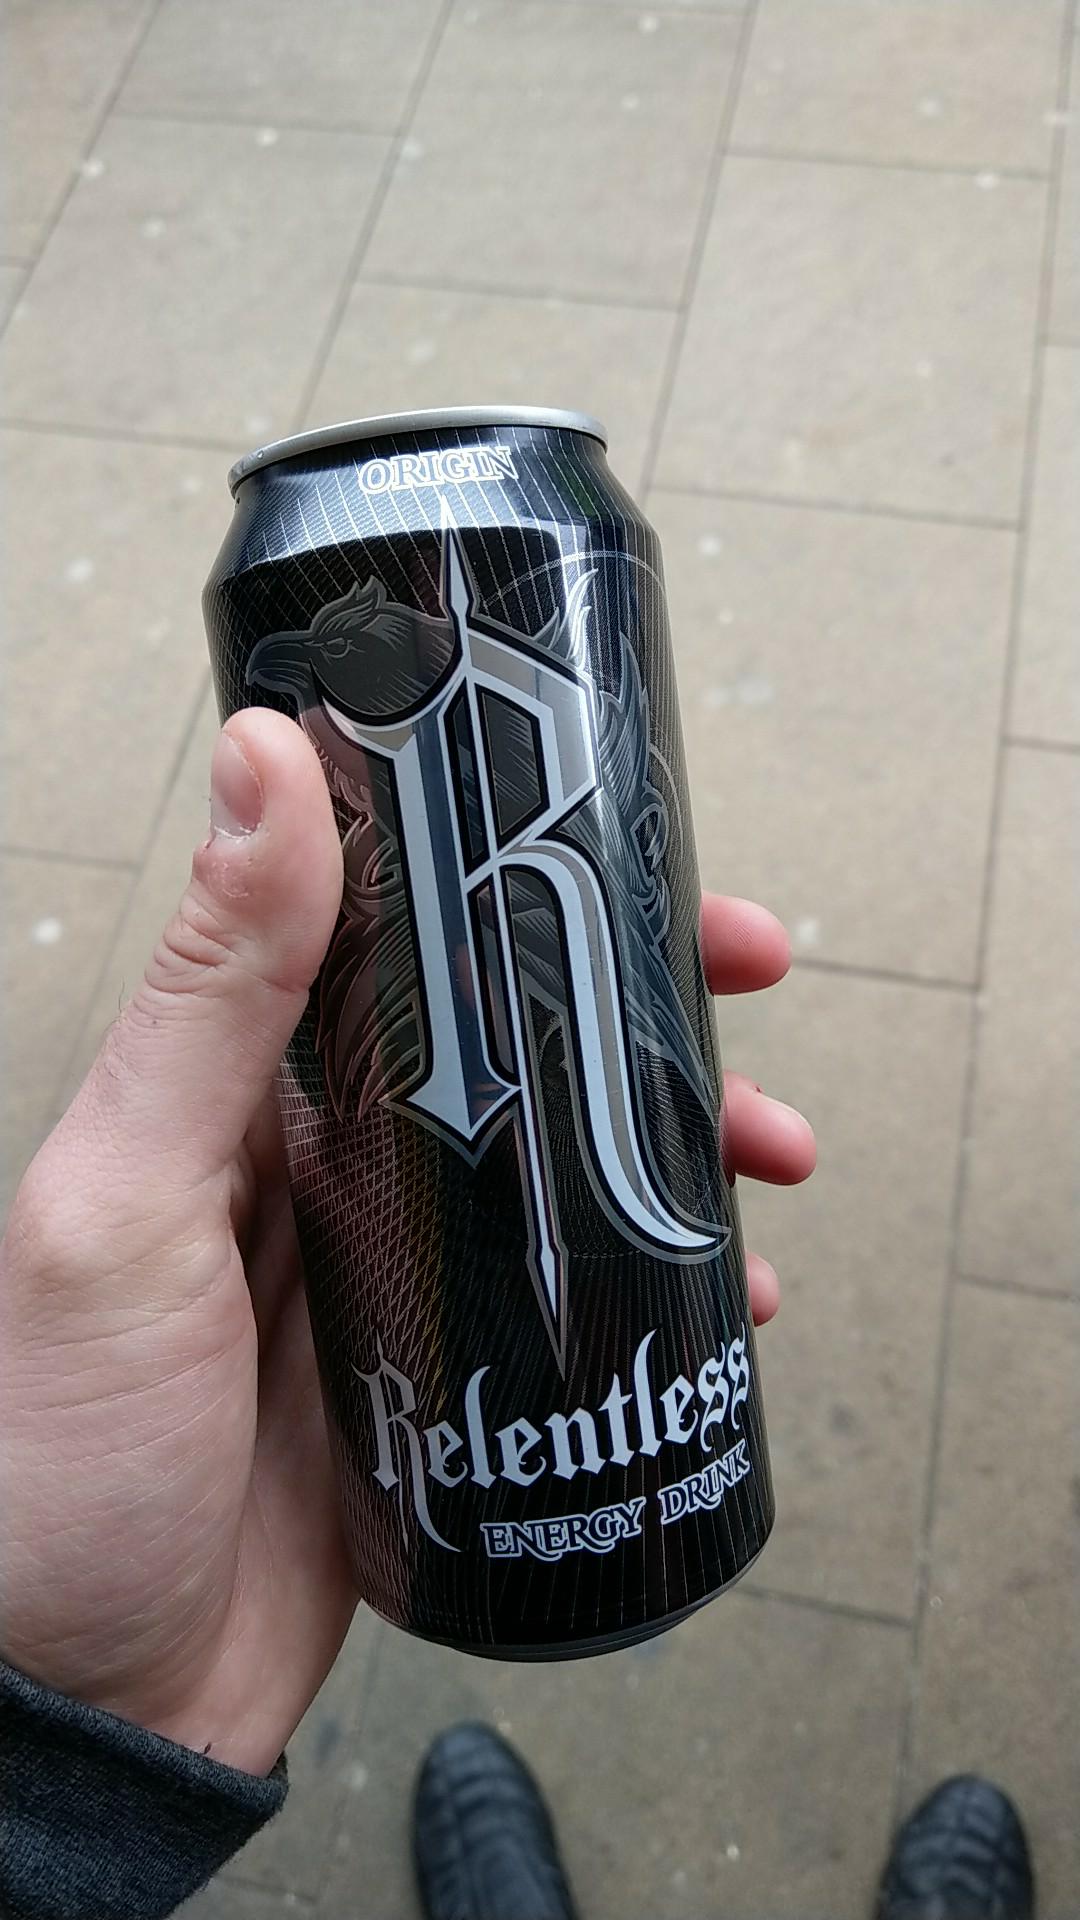 ORIGIN
R
Relentless
ENERGY DRINK